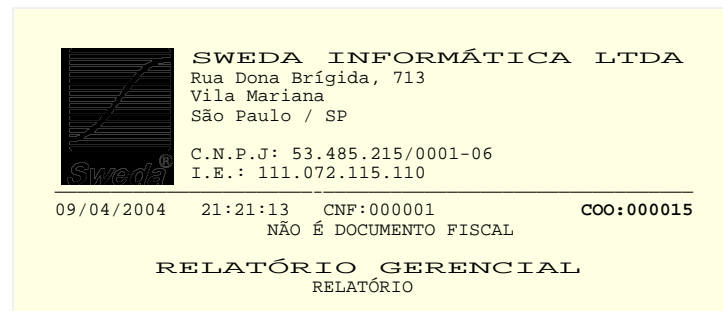 SWEDA INFORMÁTICA LTDA
Rua Dona Brígida, 713
Vila Mariana
São Paulo / SP
C.N.P.J: 53.485.215/0001-06
I.E.: 111.072.115.110
Sweda®
09/04/2004 21:21:13 CNF:000001 COO:000015
NÃO É DOCUMENTO FISCAL
RELATÓRIO GERENCIAL
RELATÓRIO